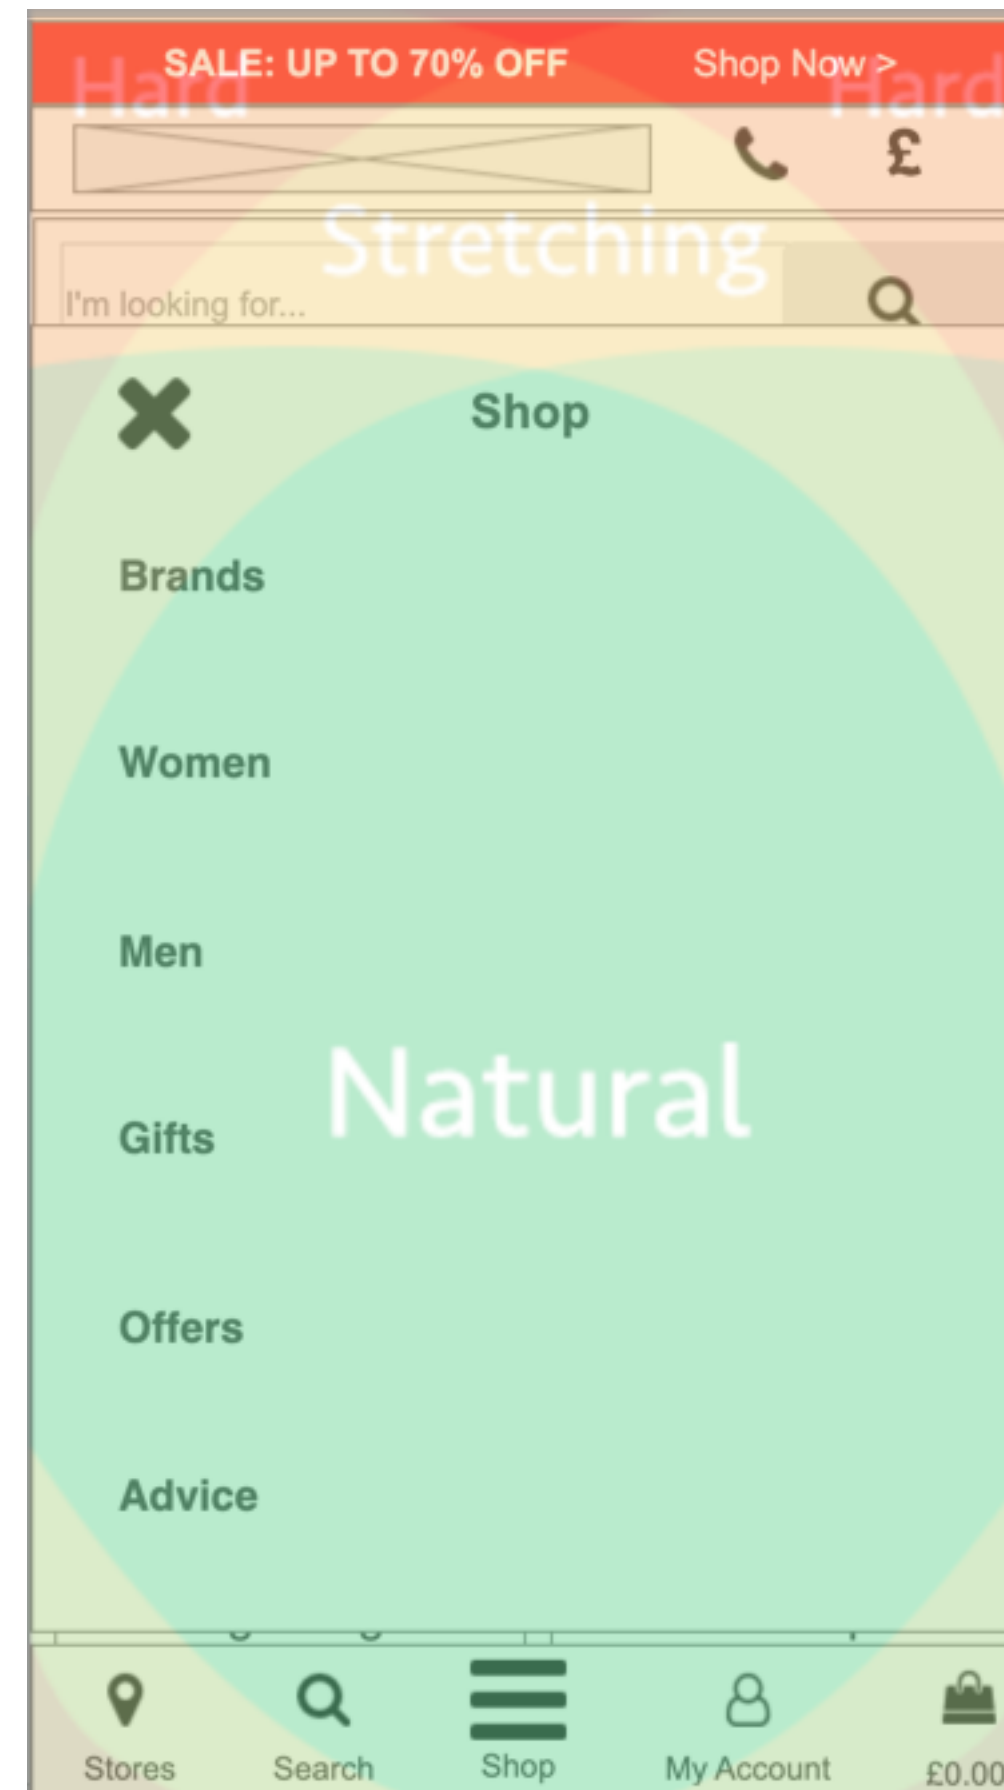 SALE: UP TO 70% OFF Shop Now >
Hard Hard
£
Stretching
I'm looking for...
Shop
Brands
Women
Men
Natural
Gifts
Offers
Advice
Stores Search Shop My Account £0.00